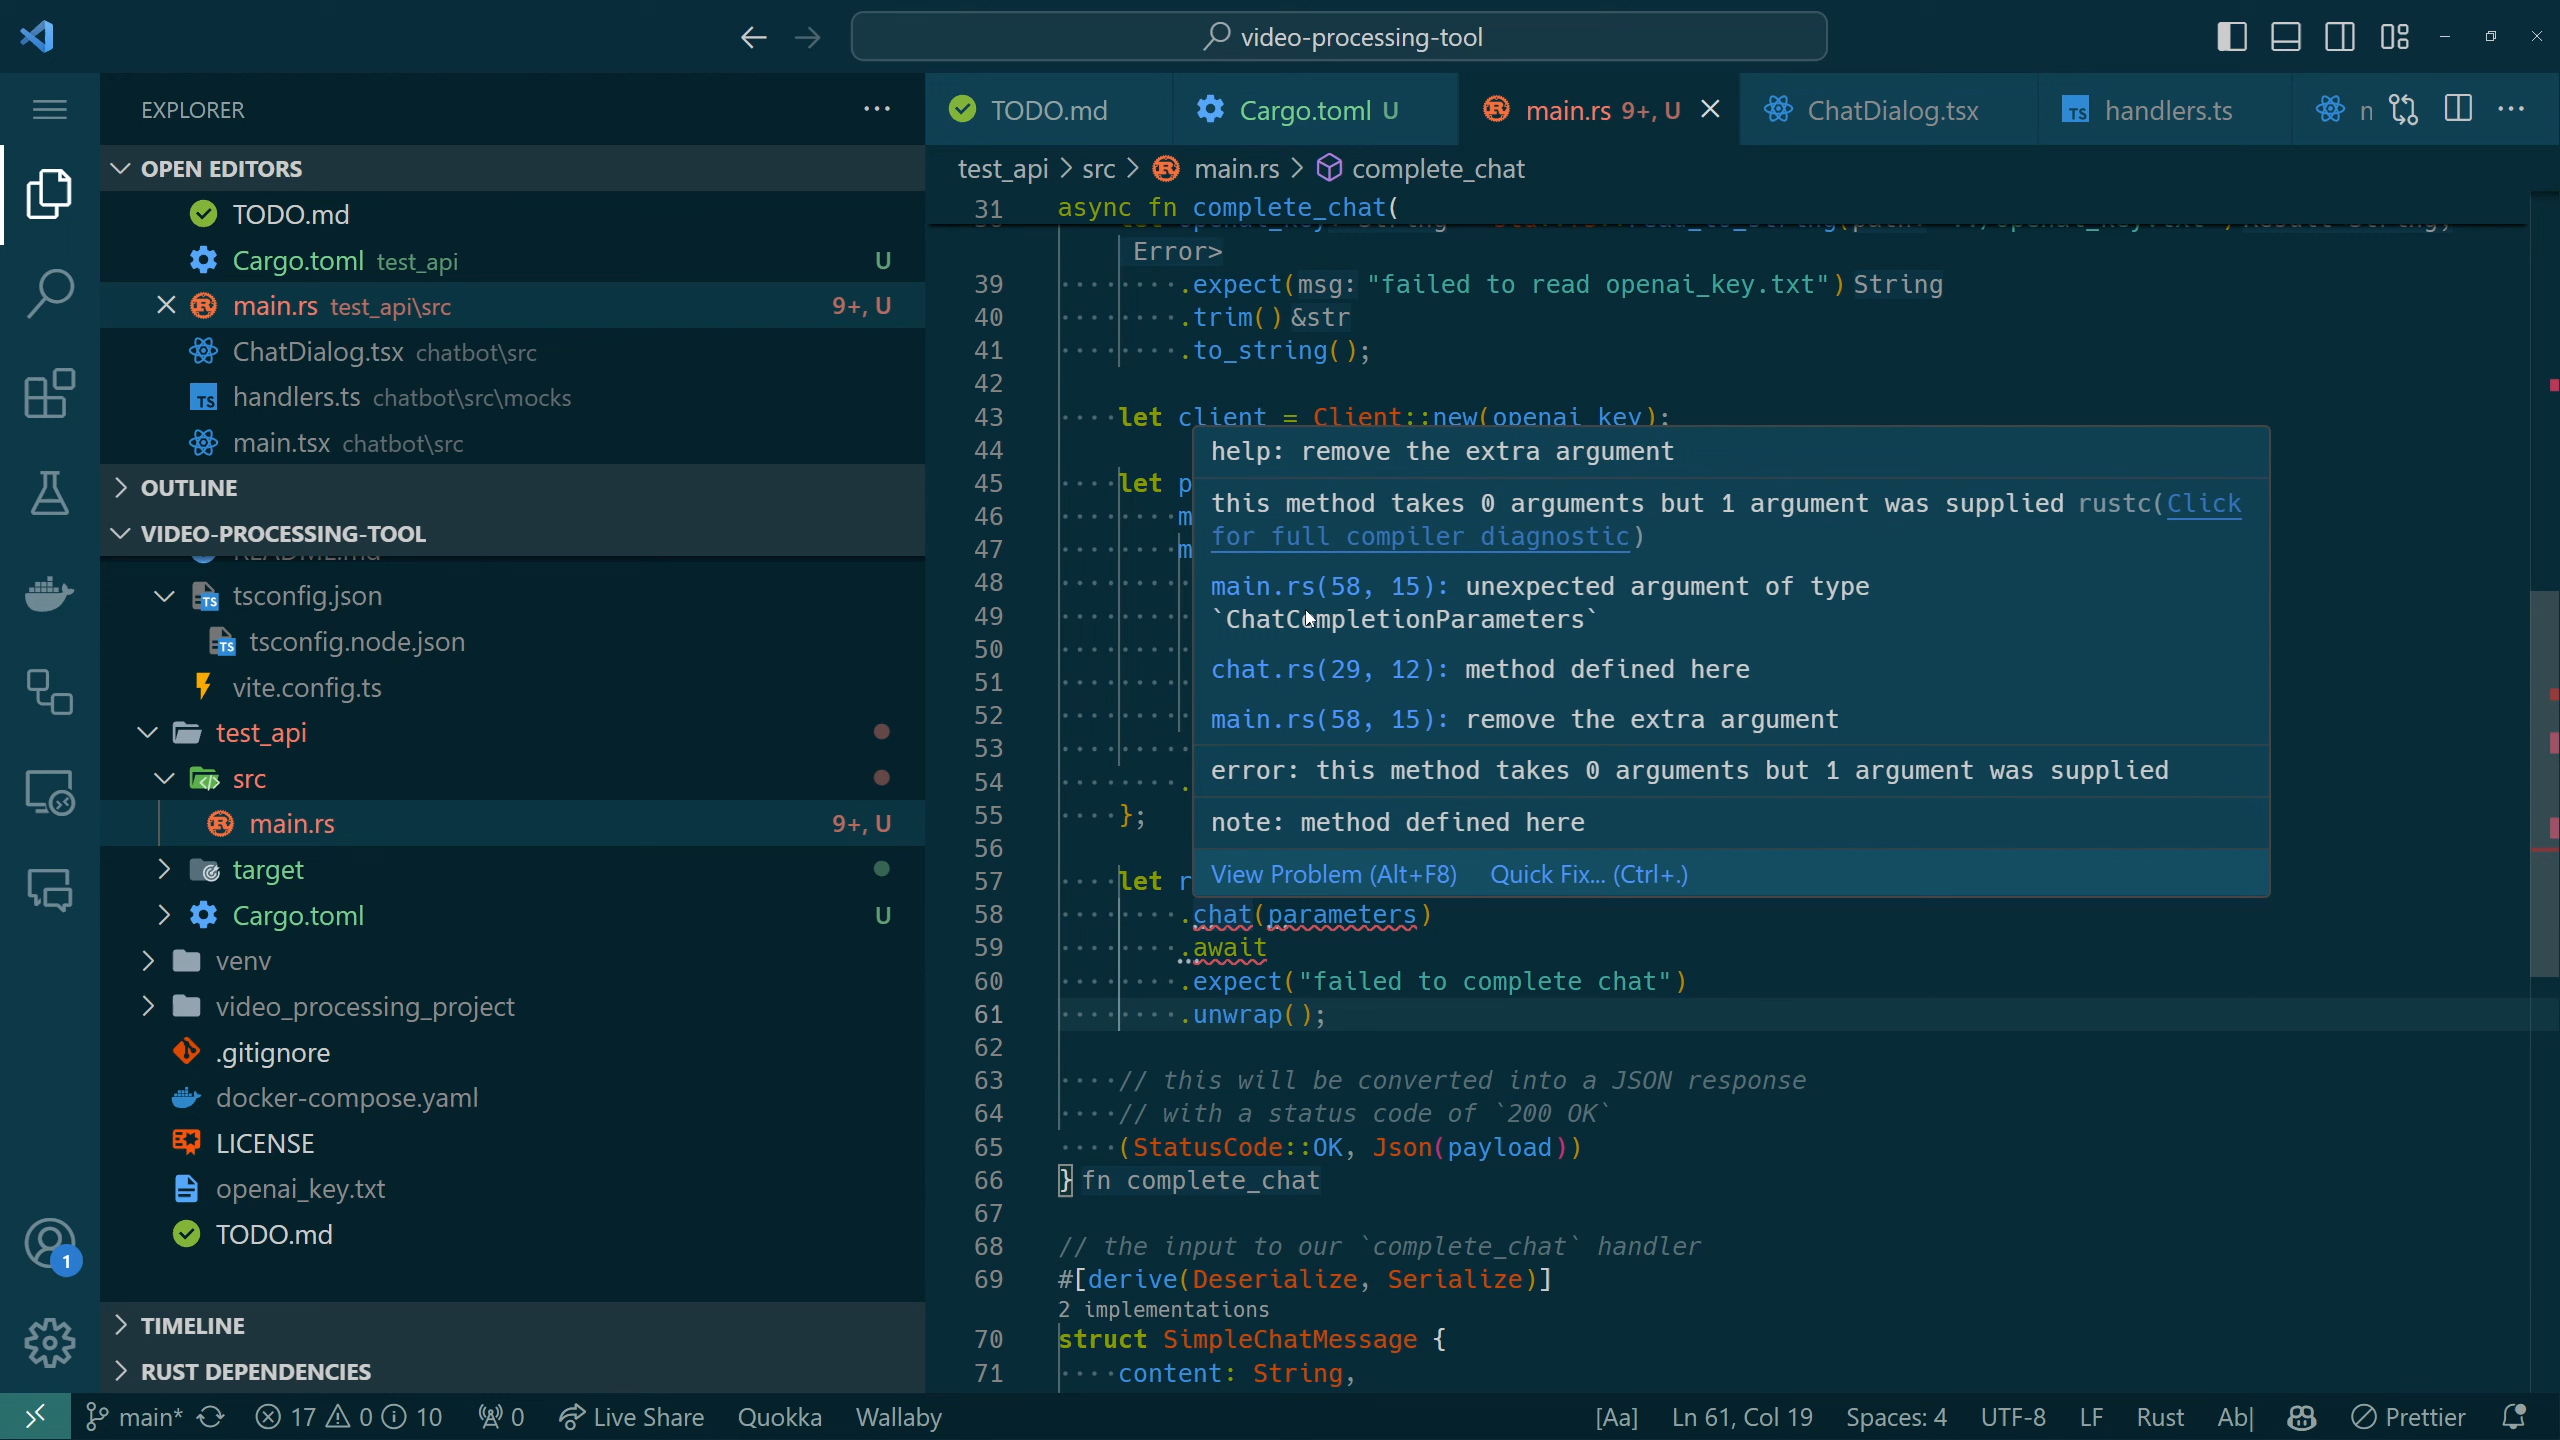 video-processing-tool
EXPLORER
OPEN EDITORS
TODO.md
Cargo.toml test_api U
main.rs test_api\src 9+, U
ChatDialog.tsx chatbot\src
handlers.ts chatbot\src\mocks
main.tsx chatbot\src
OUTLINE
VIDEO-PROCESSING-TOOL
README.md
tsconfig.json
tsconfig.node.json
vite.config.ts
test_api
src
main.rs 9+, U
target
Cargo.toml U
venv
video_processing_project
.gitignore
docker-compose.yaml
LICENSE
openai_key.txt
TODO.md
TIMELINE
RUST DEPENDENCIES
1
TODO.md
Cargo.toml U
main.rs 9+, U
ChatDialog.tsx
handlers.ts
test_api > src > main.rs > complete_chat
31 async fn complete_chat(
Error>
39 .expect(msg: "failed to read openai_key.txt") String
40 .trim() &str
41 .to_string();
42
43 let client = Client::new(openai_key);
44
45 let p
46 m
47 m
48
49
50
51
52
53
54 .
55 };
56
57 let r
58 .chat(parameters)
59 .await
60 .expect("failed to complete chat")
61 .unwrap();
62
63 // this will be converted into a JSON response
64 // with a status code of `200 OK`
65 (StatusCode::OK, Json(payload))
66 } fn complete_chat
67
68 // the input to our `complete_chat` handler
69 #[derive(Deserialize, Serialize)]
2 implementations
70 struct SimpleChatMessage {
71 content: String,
help: remove the extra argument
this method takes 0 arguments but 1 argument was supplied rustc(Click
for full compiler diagnostic)
main.rs(58, 15): unexpected argument of type
`ChatCompletionParameters`
chat.rs(29, 12): method defined here
main.rs(58, 15): remove the extra argument
error: this method takes 0 arguments but 1 argument was supplied
note: method defined here
View Problem (Alt+F8) Quick Fix... (Ctrl+.)
main* 17 0 10 0 Live Share Quokka Wallaby
[Aa] Ln 61, Col 19 Spaces: 4 UTF-8 LF Rust Ab| Prettier